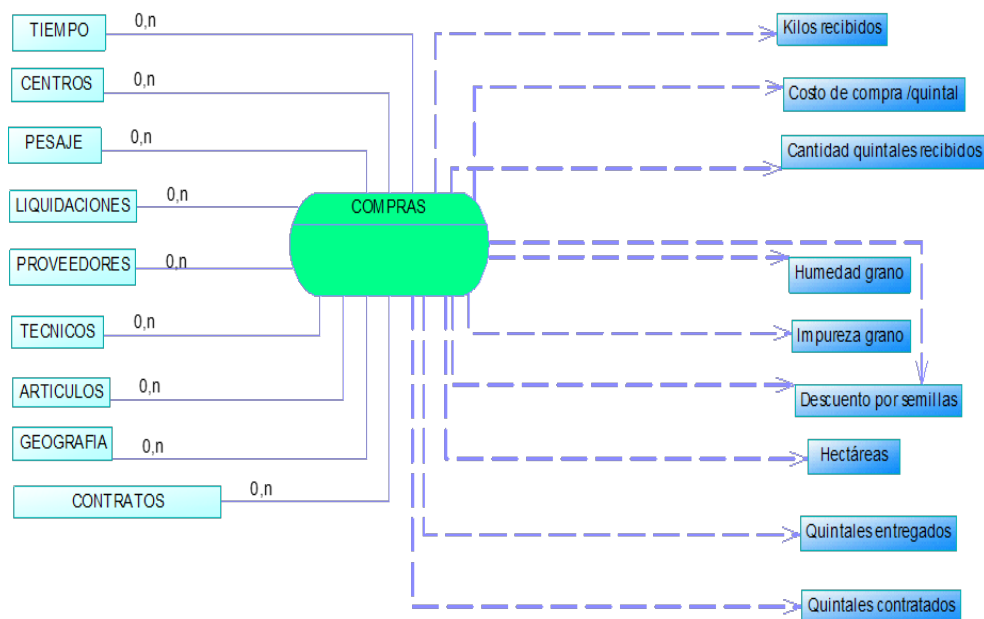 TIEMPO
0,n
CENTROS
0,n
PESAJE
0,n
LIQUIDACIONES
0,n
PROVEEDORES
0,n
TECNICOS
0,n
ARTICULOS
0,n
GEOGRAFIA
0,n
CONTRATOS
0,n
COMPRAS
Kilos recibidos
Costo de compra /quintal
Cantidad quintales recibidos
Humedad grano
Impureza grano
Descuento por semillas
Hectáreas
Quintales entregados
Quintales contratados